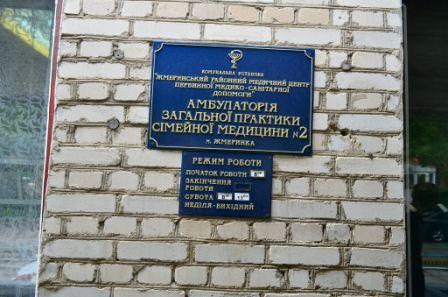 КОМУНАЛЬНА УСТАНОВА
"ЖМЕРИНСЬКИЙ РАЙОННИЙ МЕДИЧНИЙ ЦЕНТР
ПЕРВИННОЇ МЕДИКО-САНІТАРНОЇ
ДОПОМОГИ"
АМБУЛАТОРІЯ
ЗАГАЛЬНОЇ ПРАКТИКИ
СІМЕЙНОЇ МЕДИЦИНИ №2
м. ЖМЕРИНКА
РЕЖИМ РОБОТИ
ПОЧАТОК РОБОТИ
ЗАКІНЧЕННЯ
РОБОТИ
СУБОТА
НЕДІЛЯ-ВИХІДНИЙ